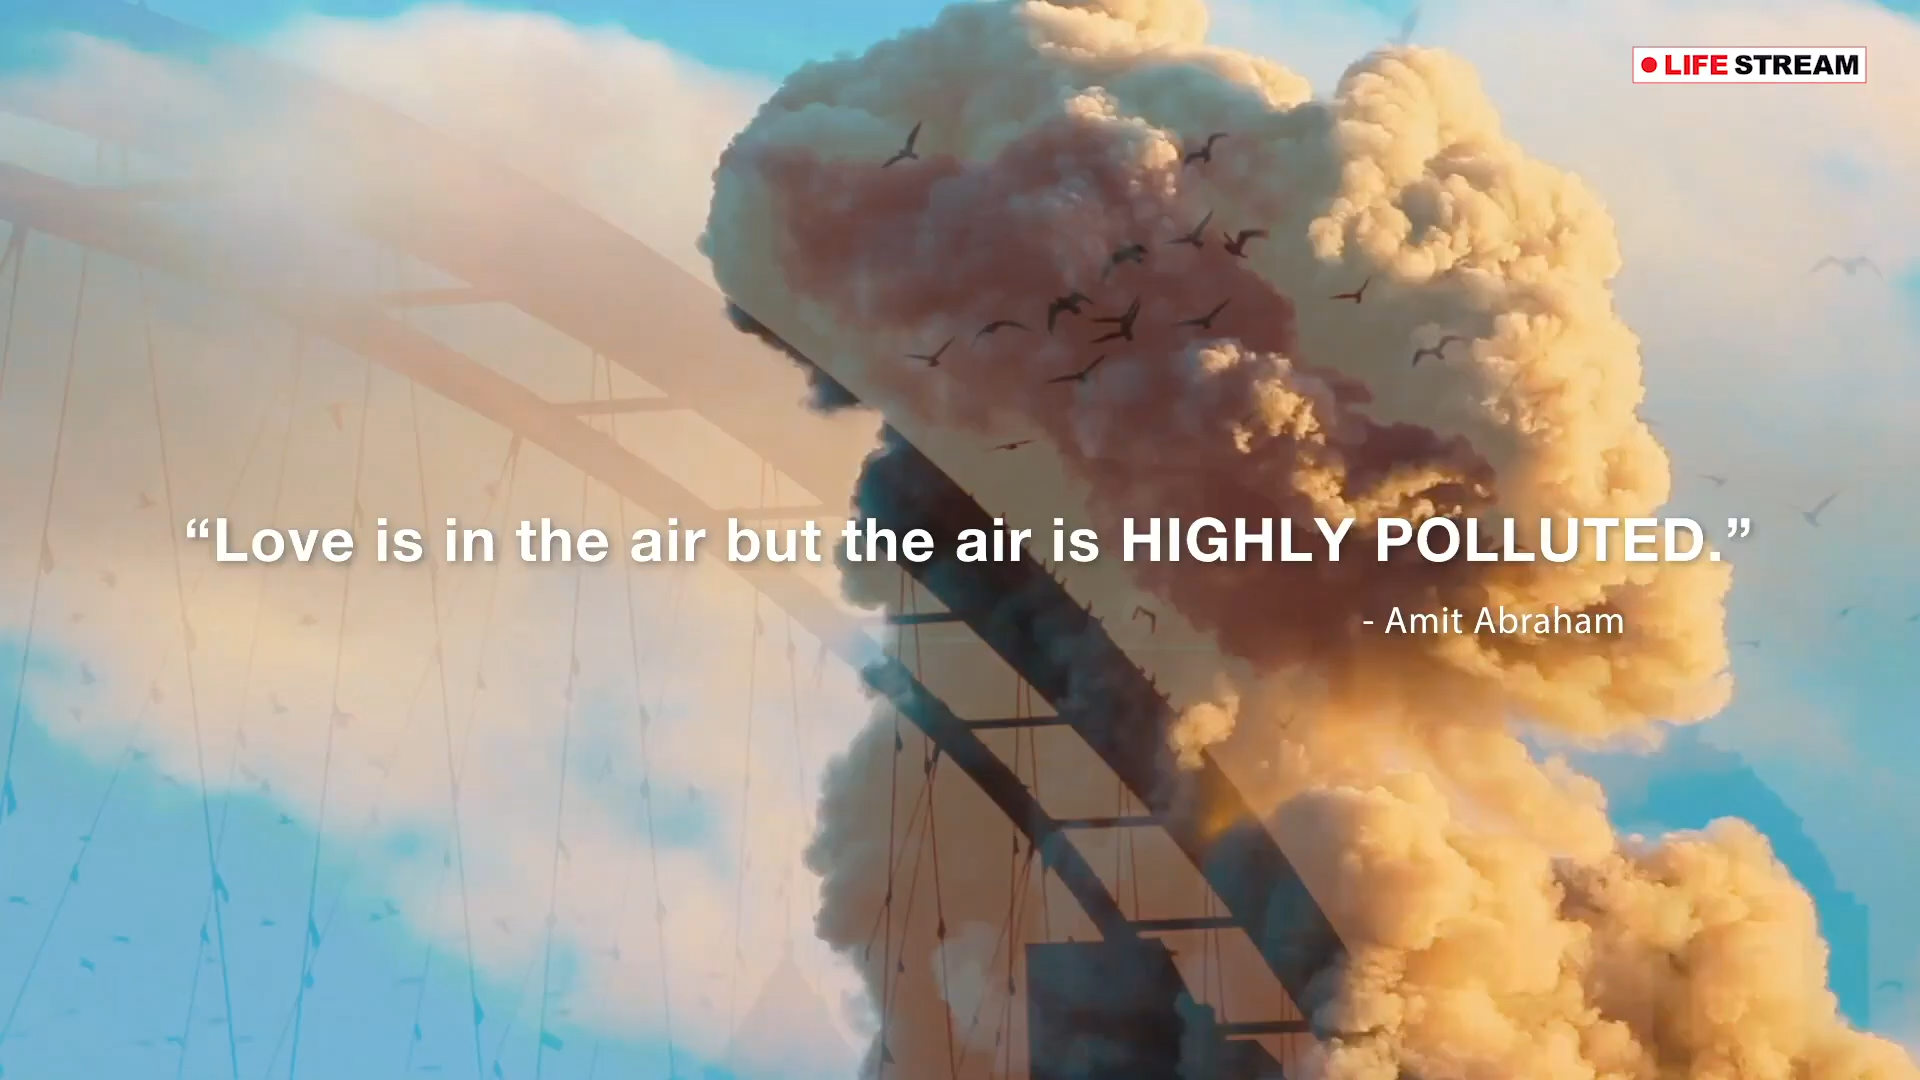 LIFE STREAM
“Love is in the air but the air is HIGHLY POLLUTED.”
- Amit Abraham